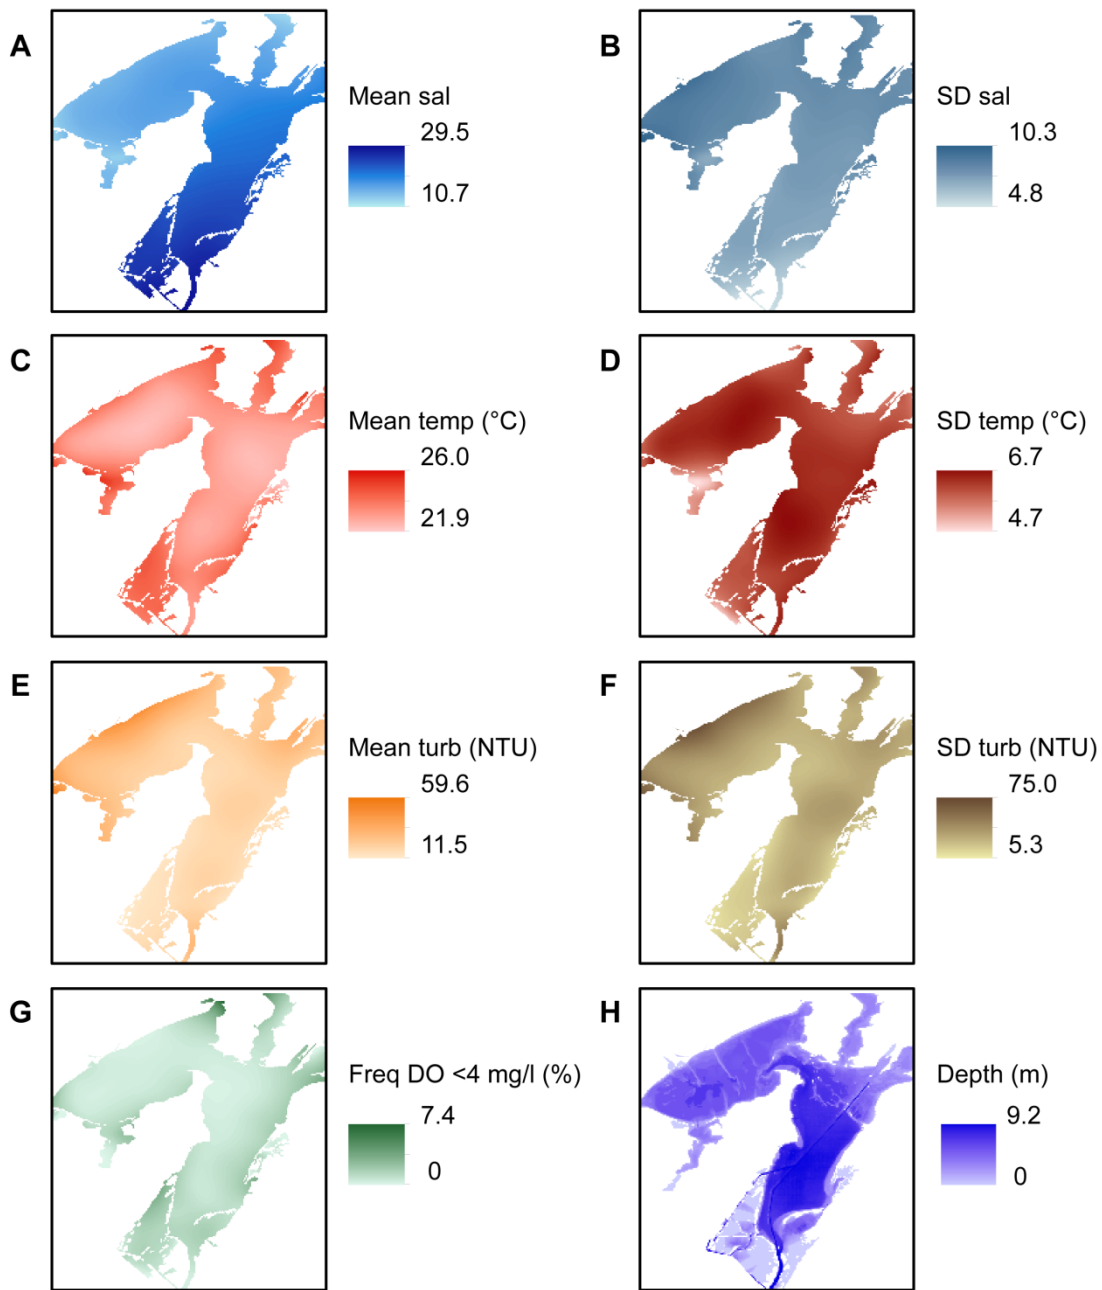 A
Mean sal
29.5
10.7
B
SD sal
10.3
4.8
C
Mean temp (°C)
26.0
21.9
D
SD temp (°C)
6.7
4.7
E
Mean turb (NTU)
59.6
11.5
F
SD turb (NTU)
75.0
5.3
G
Freq DO <4 mg/l (%)
7.4
0
H
Depth (m)
9.2
0